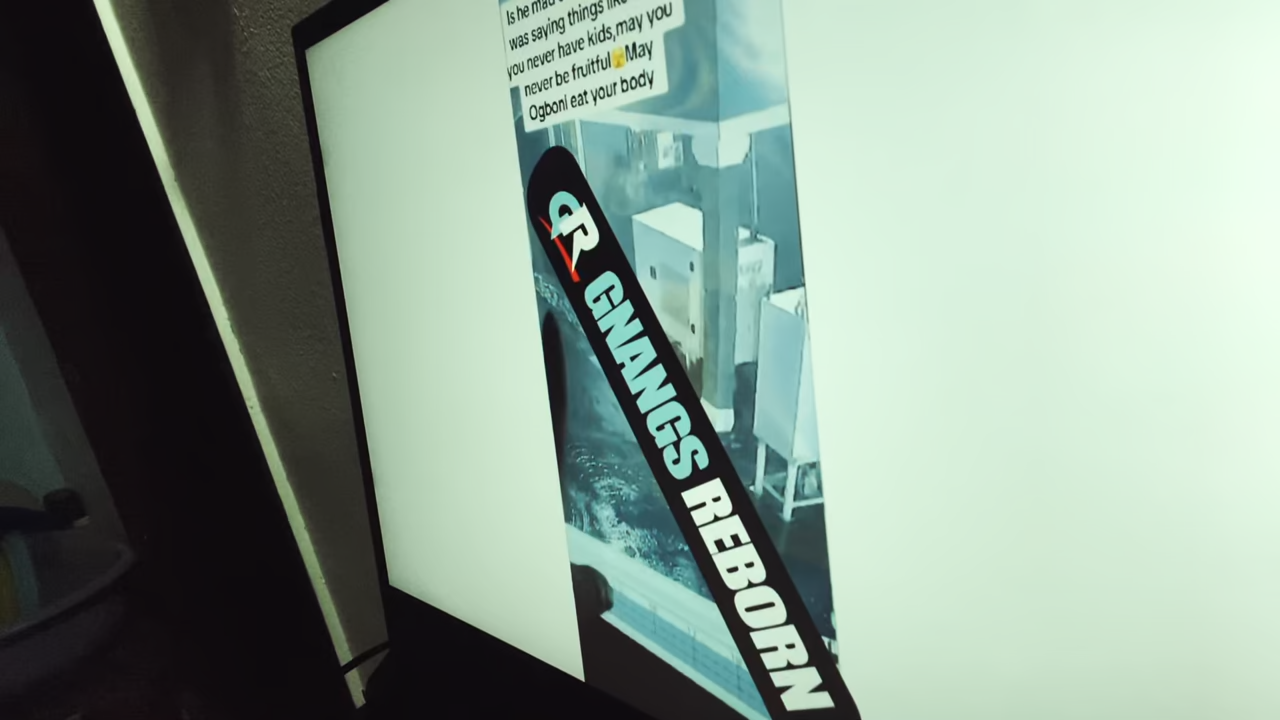 Is he mad
was saying things like
you never have kids,may you
never be fruitful🫣May
Ogboni eat your body
GR GNANGS REBORN